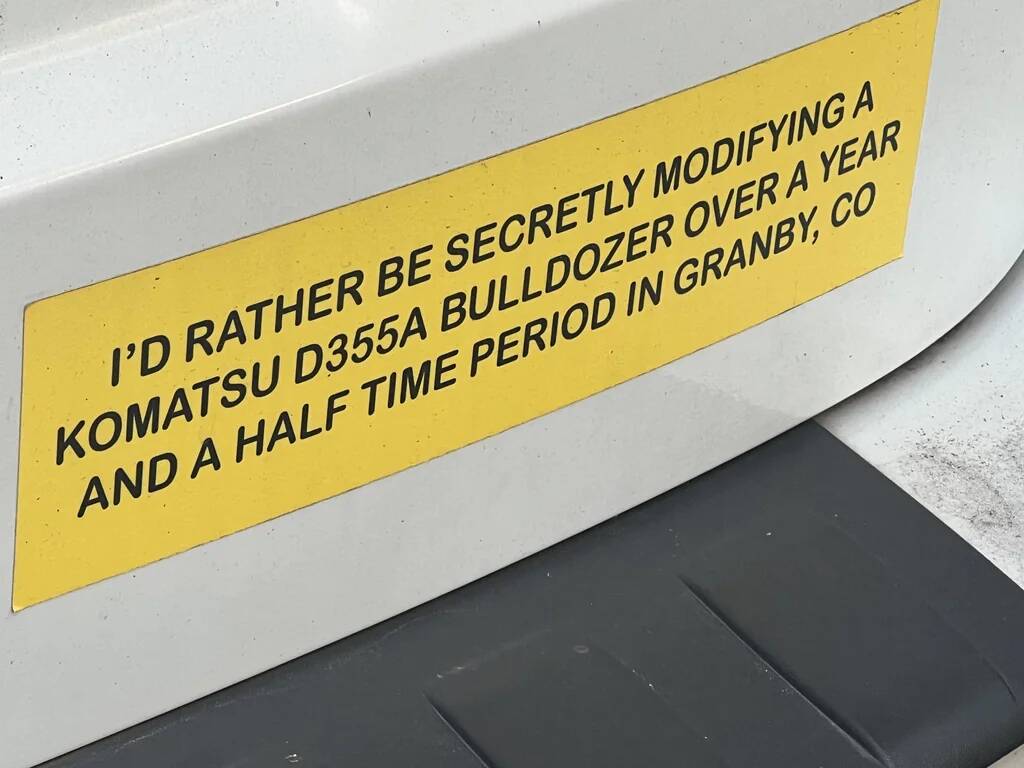 I’D RATHER BE SECRETLY MODIFYING A
KOMATSU D355A BULLDOZER OVER A YEAR
AND A HALF TIME PERIOD IN GRANBY, CO